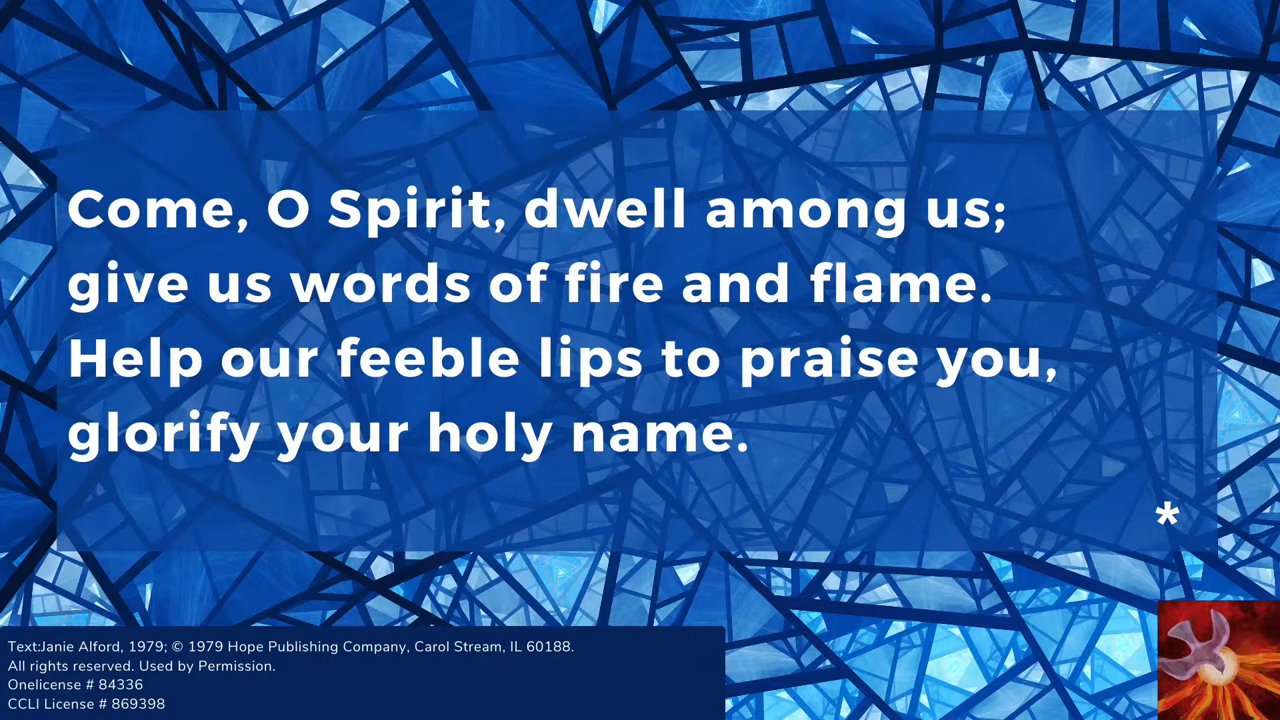 Come, O Spirit, dwell among us;
give us words of fire and flame.
Help our feeble lips to praise you,
glorify your holy name.
*
Text:Janie Alford, 1979; © 1979 Hope Publishing Company, Carol Stream, IL 60188.
All rights reserved. Used by Permission.
Onelicense # 84336
CCLI License # 869398